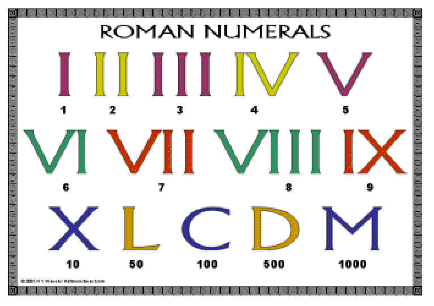 ROMAN NUMERALS
I II III IV V
1 2 3 4 5
VI VII VIII IX
6 7 8 9
X L C D M
10 50 100 500 1000